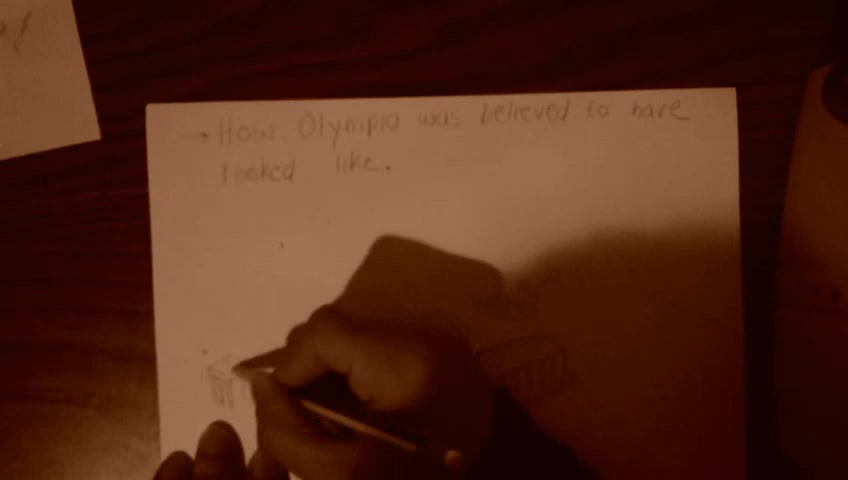 → How Olympia was believed to have
looked like.